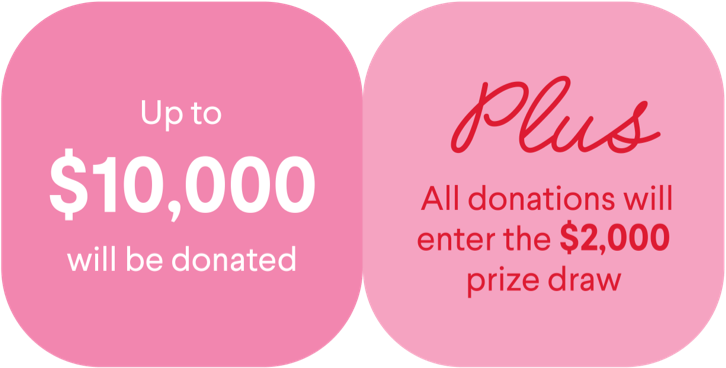 Up to
$10,000
will be donated
Plus
All donations will
enter the $2,000
prize draw